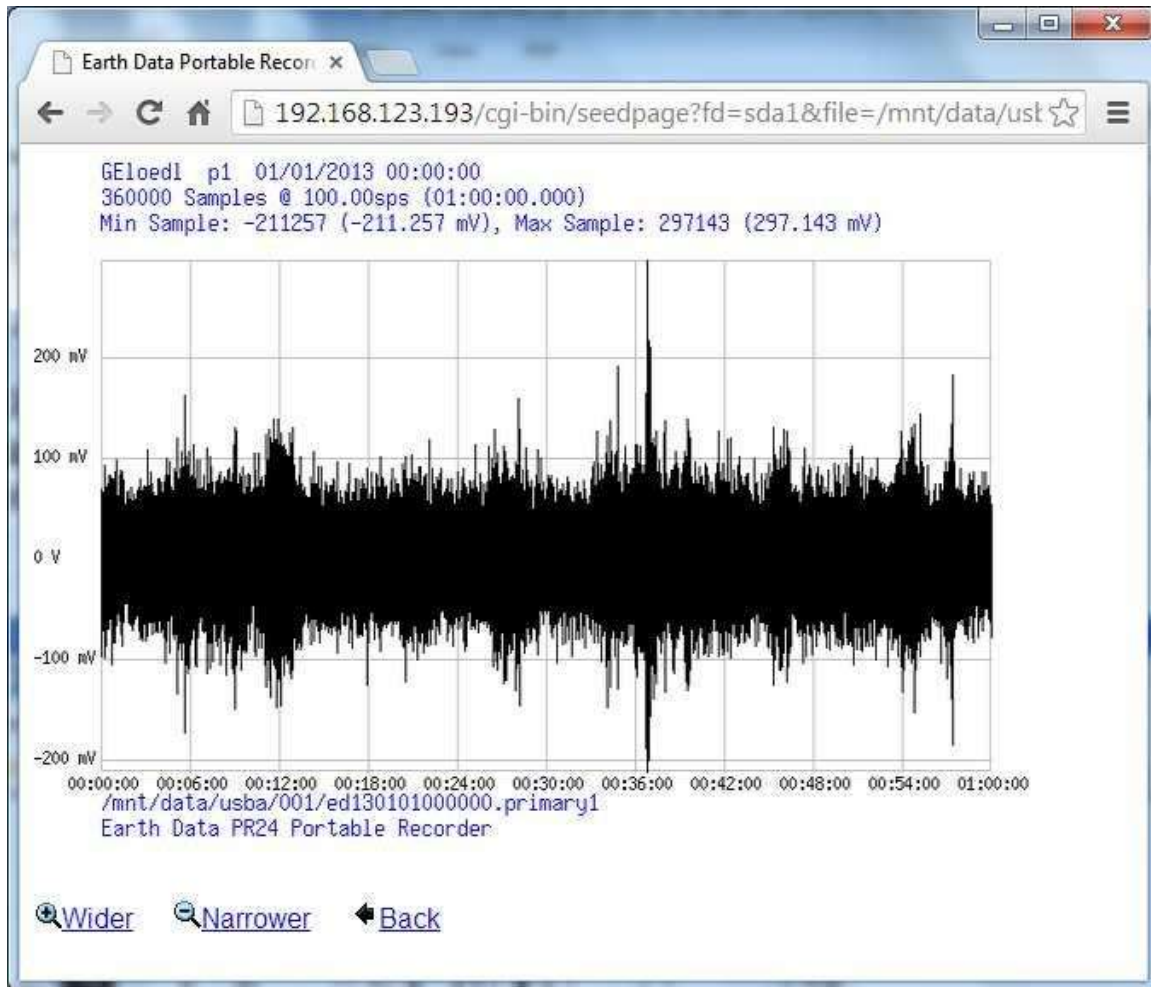 Earth Data Portable Recor
192.168.123.193/cgi-bin/seedpage?fd=sda1&file=/mnt/data/usb
GEloedl p1 01/01/2013 00:00:00
360000 Samples @ 100.00sps (01:00:00.000)
Min Sample: -211257 (-211.257 mV), Max Sample: 297143 (297.143 mV)
200 mV
100 mV
0 V
-100 mV
-200 mV
00:00:00 00:06:00 00:12:00 00:18:00 00:24:00 00:30:00 00:36:00 00:42:00 00:48:00 00:54:00 01:00:00
/mnt/data/usba/001/ed130101000000.primary1
Earth Data PR24 Portable Recorder
Wider Narrower Back